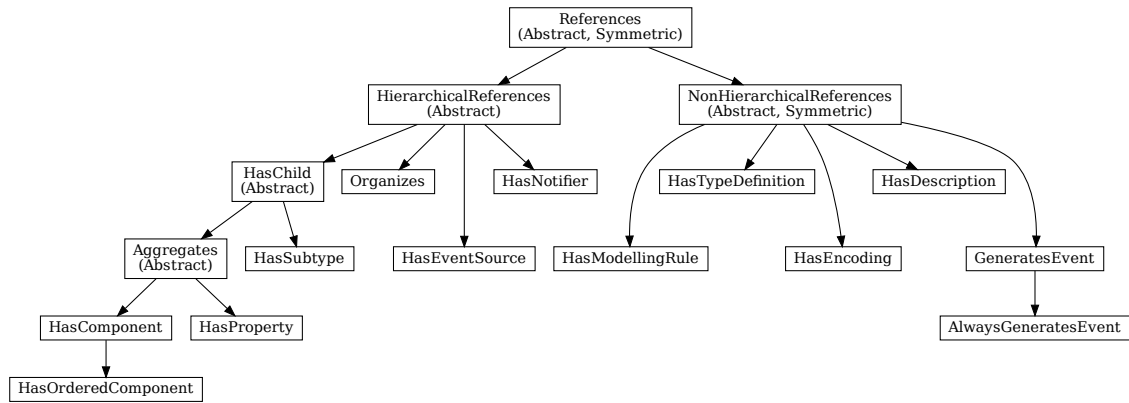 References
(Abstract, Symmetric)
HierarchicalReferences
(Abstract)
NonHierarchicalReferences
(Abstract, Symmetric)
HasChild
(Abstract)
Organizes
HasNotifier
HasTypeDefinition
HasDescription
Aggregates
(Abstract)
HasSubtype
HasEventSource
HasModellingRule
HasEncoding
GeneratesEvent
HasComponent
HasProperty
AlwaysGeneratesEvent
HasOrderedComponent